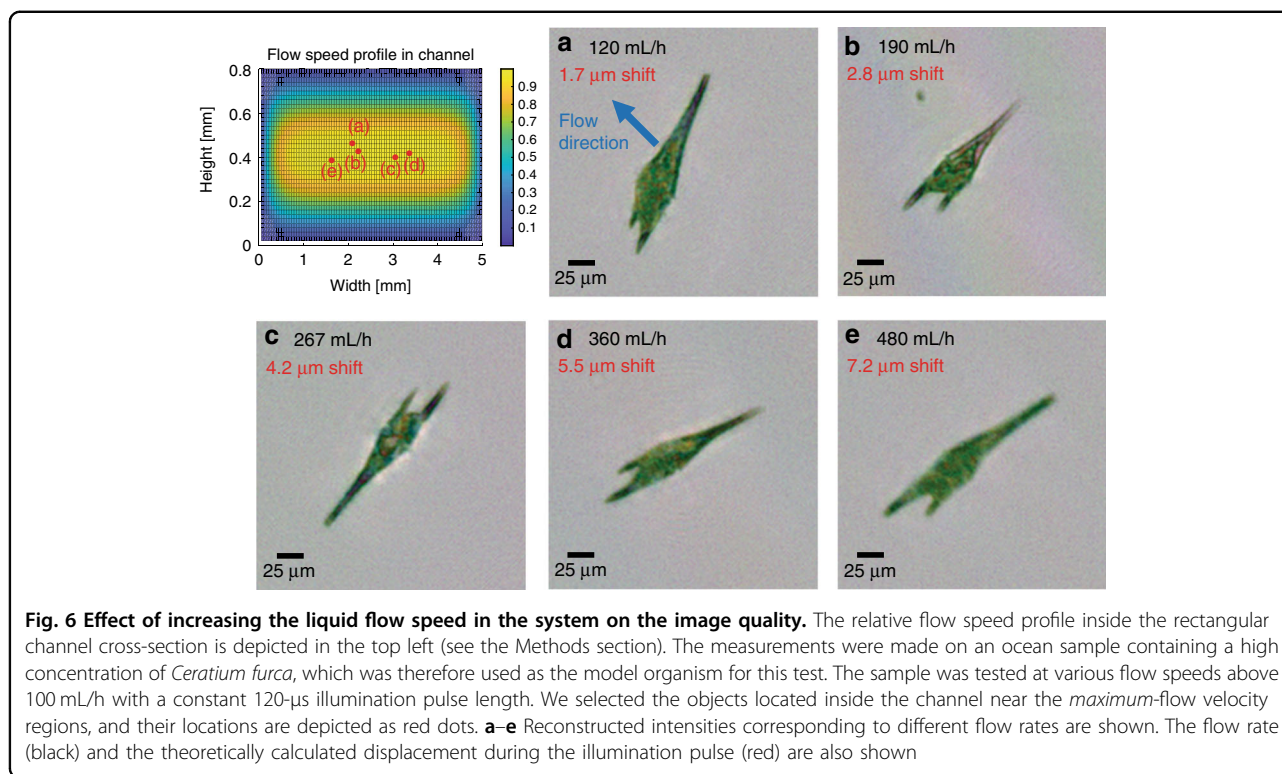 Flow speed profile in channel
0.8
0.6
0.4
0.2
0
Height [mm]
0 1 2 3 4 5
Width [mm]
(a)
(e) (b) (c) (d)
0.9
0.8
0.7
0.6
0.5
0.4
0.3
0.2
0.1
a 120 mL/h
1.7 μm shift
Flow
direction
25 μm
b 190 mL/h
2.8 μm shift
25 μm
c 267 mL/h
4.2 μm shift
25 μm
d 360 mL/h
5.5 μm shift
25 μm
e 480 mL/h
7.2 μm shift
25 μm
Fig. 6 Effect of increasing the liquid flow speed in the system on the image quality. The relative flow speed profile inside the rectangular
channel cross-section is depicted in the top left (see the Methods section). The measurements were made on an ocean sample containing a high
concentration of Ceratium furca, which was therefore used as the model organism for this test. The sample was tested at various flow speeds above
100 mL/h with a constant 120-μs illumination pulse length. We selected the objects located inside the channel near the maximum-flow velocity
regions, and their locations are depicted as red dots. a–e Reconstructed intensities corresponding to different flow rates are shown. The flow rate
(black) and the theoretically calculated displacement during the illumination pulse (red) are also shown